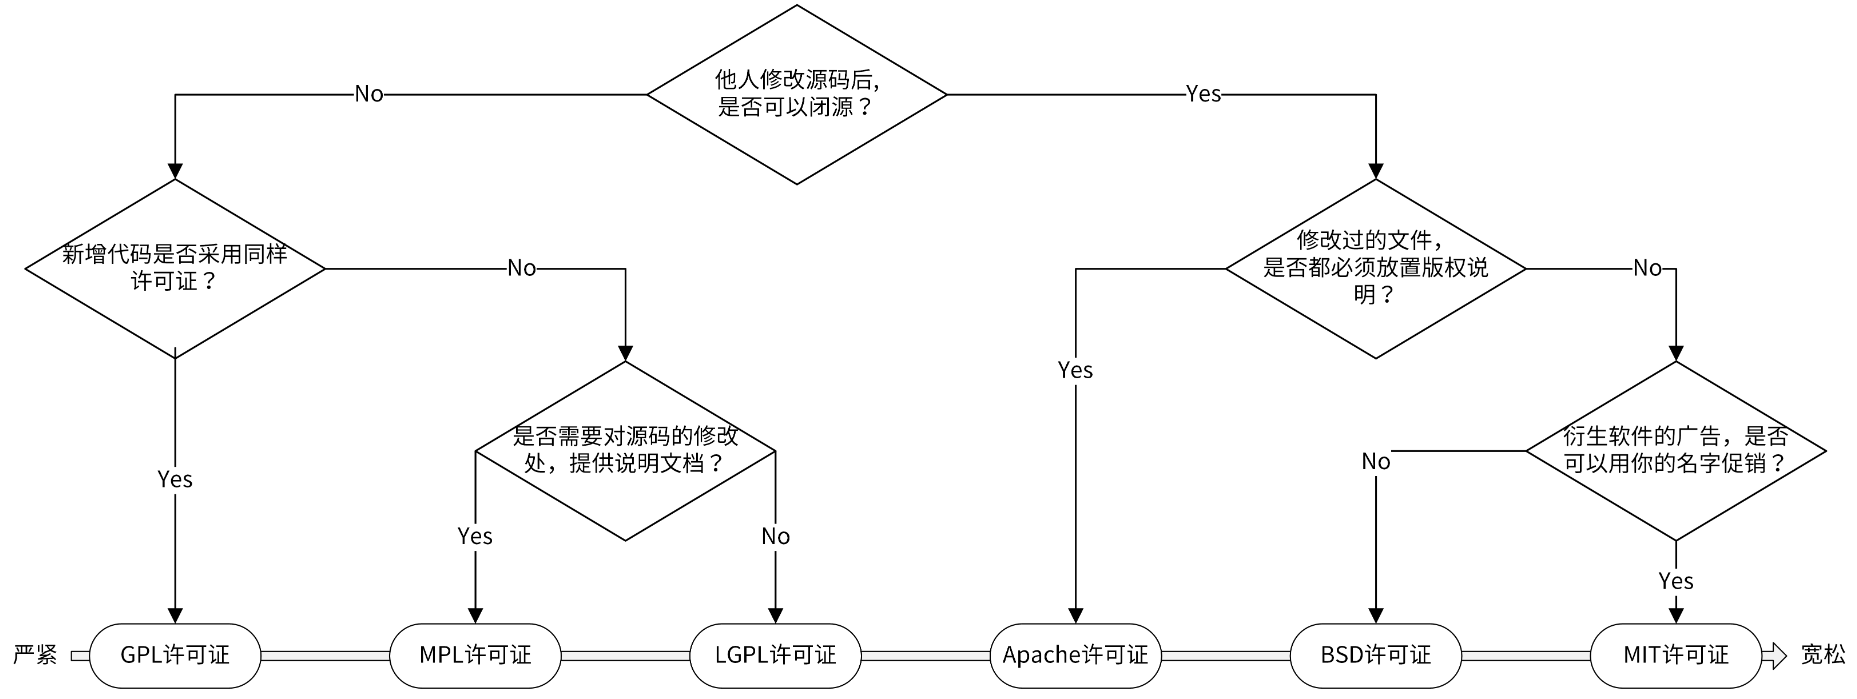 他人修改源码后，
是否可以闭源？
No
Yes
新增代码是否采用同样
许可证？
No
修改过的文件，
是否都必须放置版权说
明？
No
Yes
是否需要对源码的修改
处，提供说明文档？
衍生软件的广告，是否
可以用你的名字促销？
No
Yes
Yes
No
Yes
严紧
GPL许可证
MPL许可证
LGPL许可证
Apache许可证
BSD许可证
MIT许可证
宽松